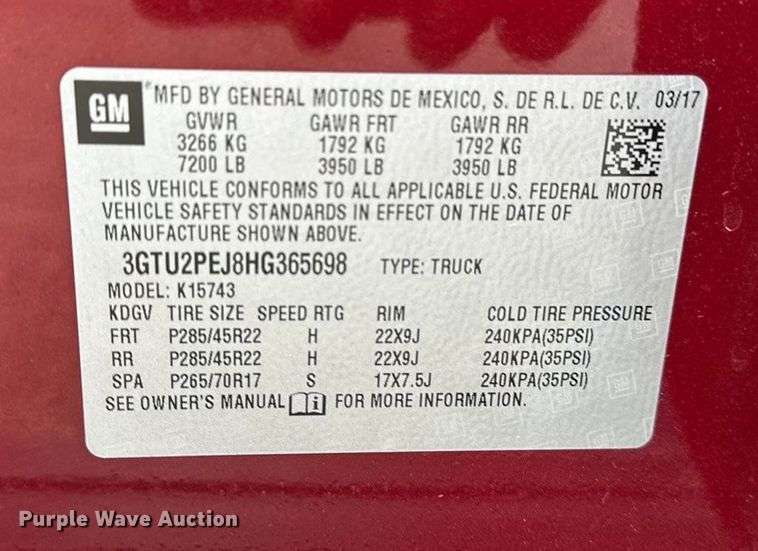 GM *MFD BY GENERAL MOTORS DE MEXICO, S. DE R.L. DE C.V. 03/17
GVWR GAWR FRT GAWR RR
3266 KG 1792 KG 1792 KG
7200 LB 3950 LB 3950 LB
THIS VEHICLE CONFORMS TO ALL APPLICABLE U.S. FEDERAL MOTOR
VEHICLE SAFETY STANDARDS IN EFFECT ON THE DATE OF
MANUFACTURE SHOWN ABOVE.
3GTU2PEJ8HG365698 TYPE: TRUCK
MODEL: K15743
KDGV TIRE SIZE SPEED RTG RIM COLD TIRE PRESSURE
FRT P285/45R22 H 22X9J 240KPA(35PSI)
RR P285/45R22 H 22X9J 240KPA(35PSI)
SPA P265/70R17 S 17X7.5J 240KPA(35PSI)
SEE OWNER'S MANUAL i FOR MORE INFORMATION.
Purple Wave Auction